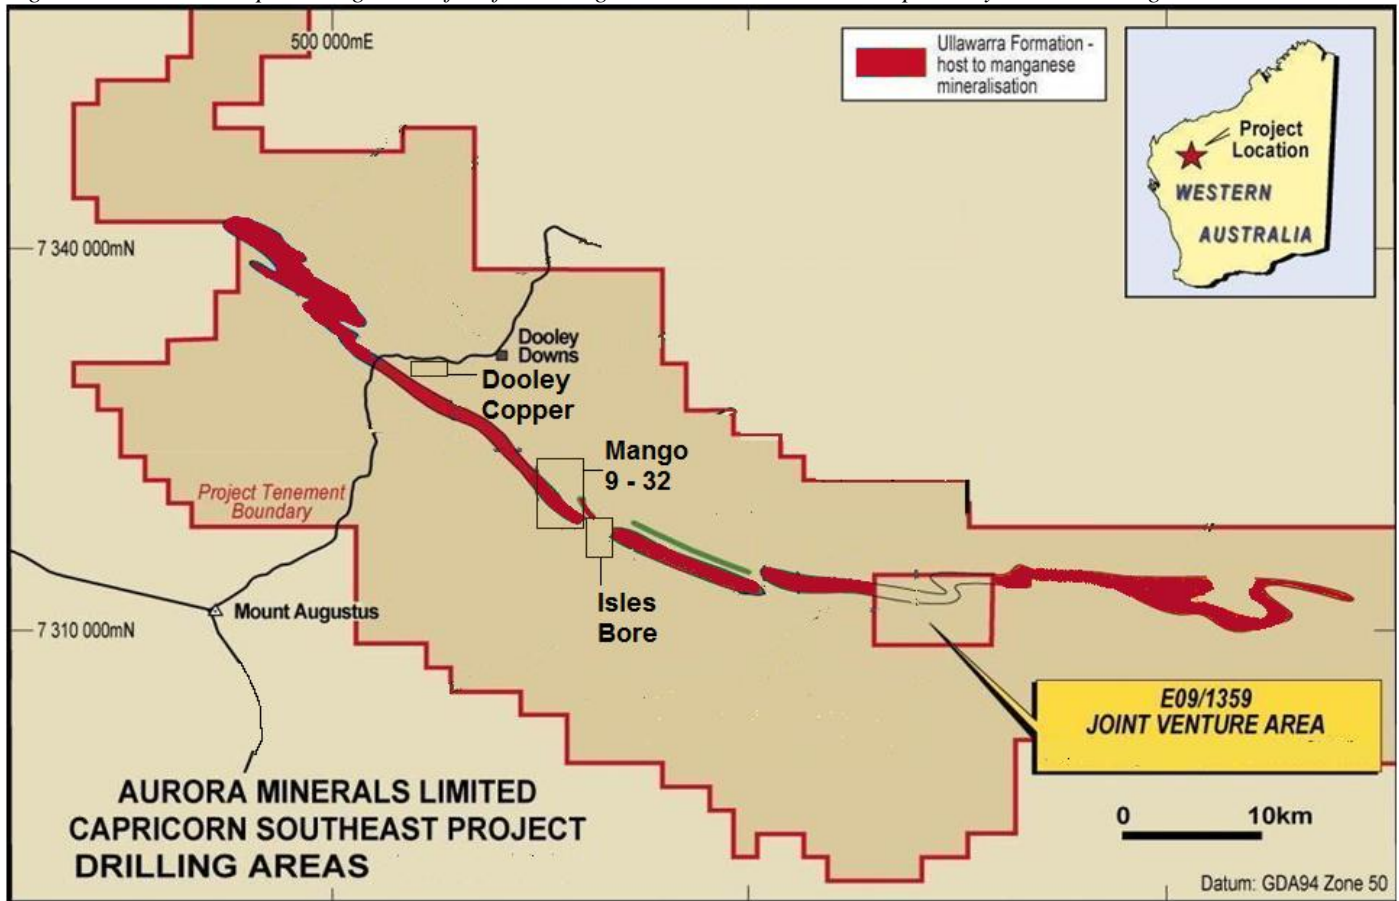 500 000mE
Ullawarra Formation -
host to manganese
mineralisation
Project
Location
WESTERN
AUSTRALIA
7 340 000mN
Dooley
Downs
Dooley
Copper
Mango
9 - 32
Project Tenement
Boundary
Isles
Bore
Mount Augustus
7 310 000mN
E09/1359
JOINT VENTURE AREA
AURORA MINERALS LIMITED
CAPRICORN SOUTHEAST PROJECT
DRILLING AREAS
0 10km
Datum: GDA94 Zone 50